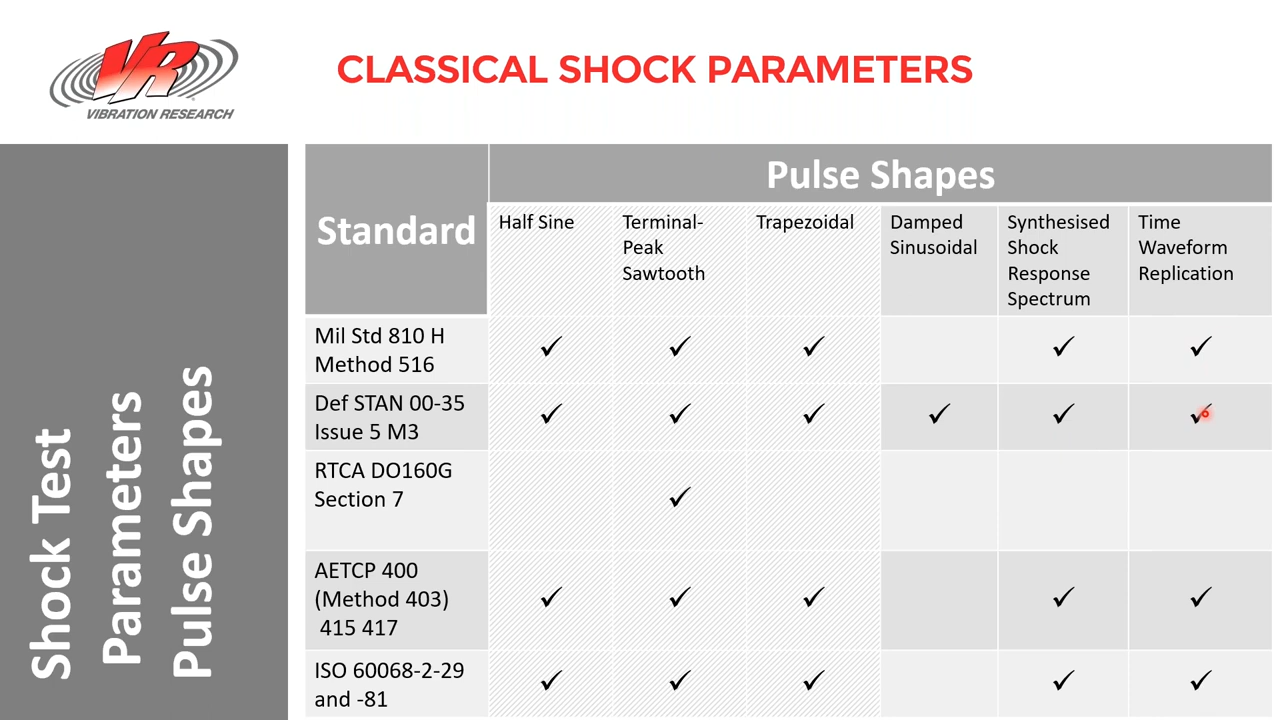 VR
VIBRATION RESEARCH
CLASSICAL SHOCK PARAMETERS
Shock Test
Parameters
Pulse Shapes
Standard
Pulse Shapes
Half Sine
Terminal-
Peak
Sawtooth
Trapezoidal
Damped
Sinusoidal
Synthesised
Shock
Response
Spectrum
Time
Waveform
Replication
Mil Std 810 H
Method 516
✓ ✓ ✓ ✓ ✓
Def STAN 00-35
Issue 5 M3
✓ ✓ ✓ ✓ ✓ ✓
RTCA DO160G
Section 7
✓
AETCP 400
(Method 403)
415 417
✓ ✓ ✓ ✓ ✓
ISO 60068-2-29
and -81
✓ ✓ ✓ ✓ ✓